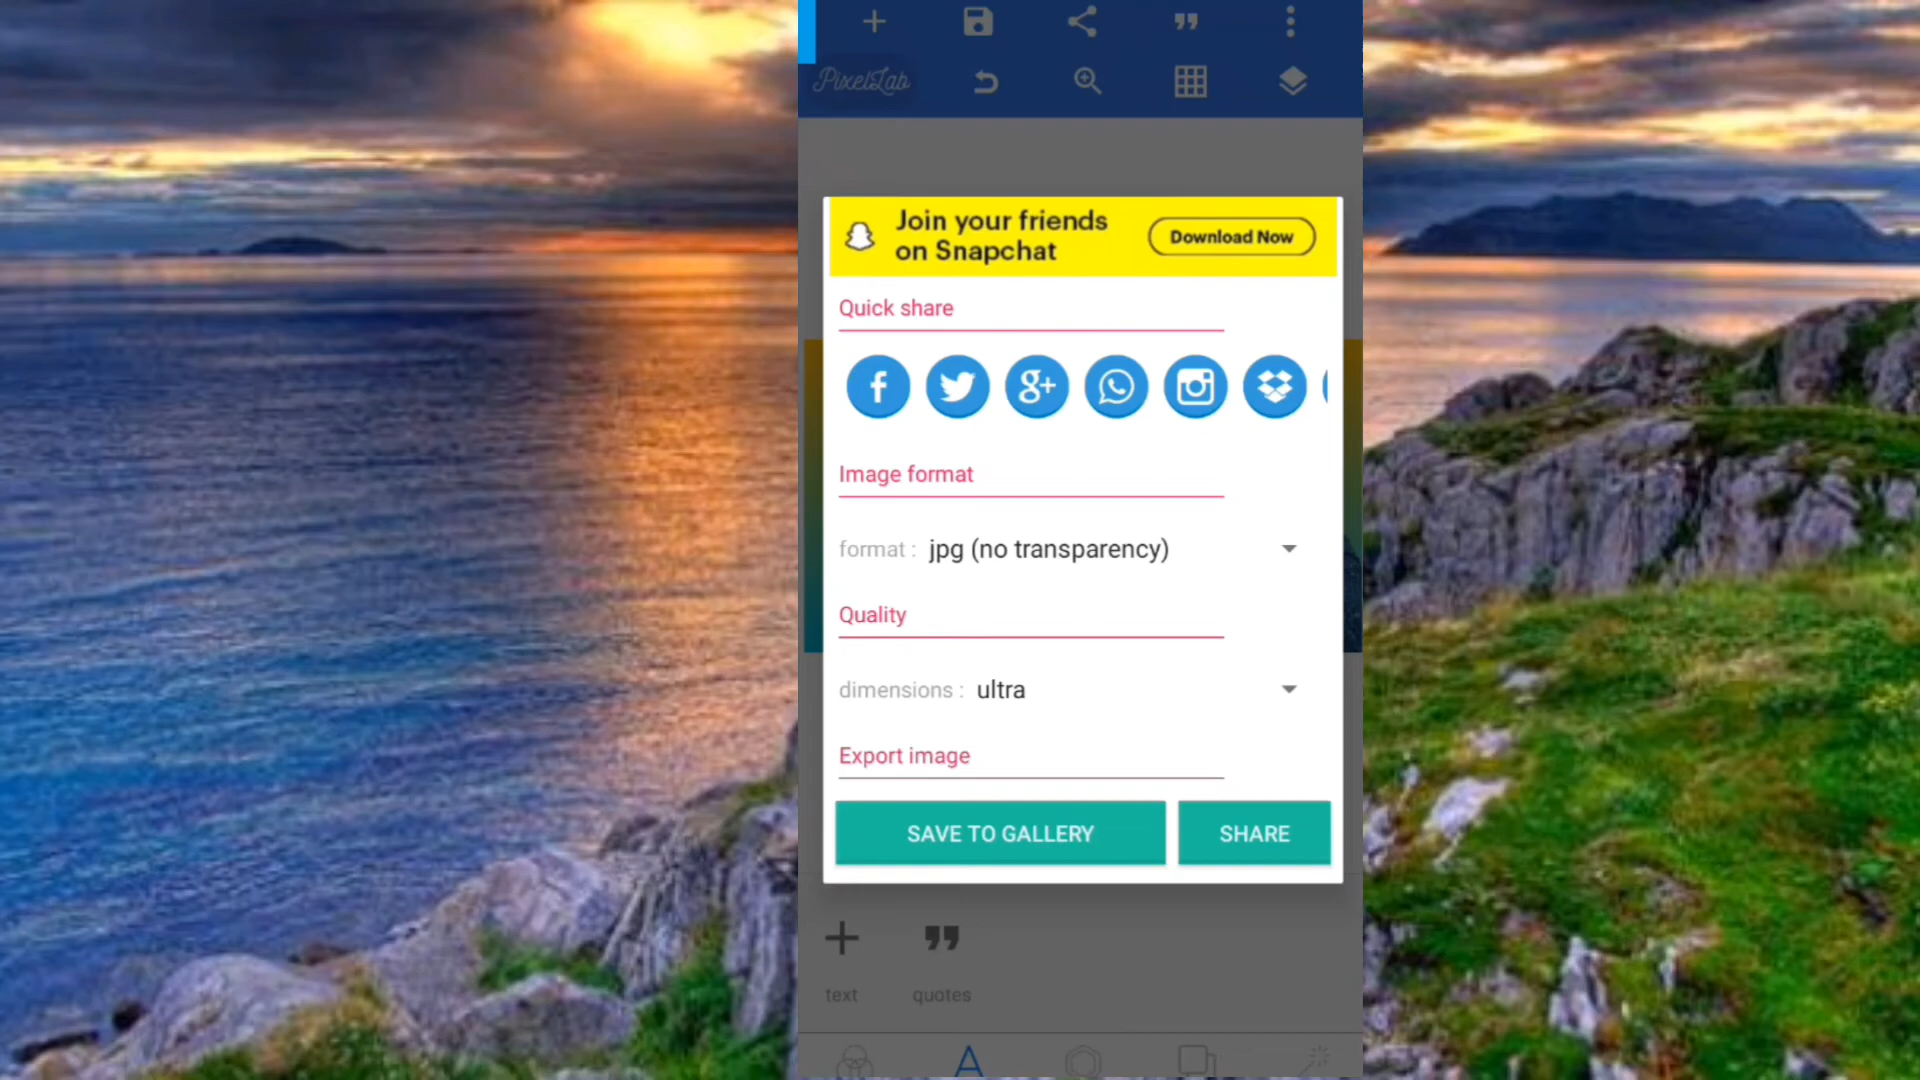 PixelLab
Join your friends
on Snapchat
Download Now
Quick share
Image format
format : jpg (no transparency)
Quality
dimensions : ultra
Export image
SAVE TO GALLERY SHARE
text quotes